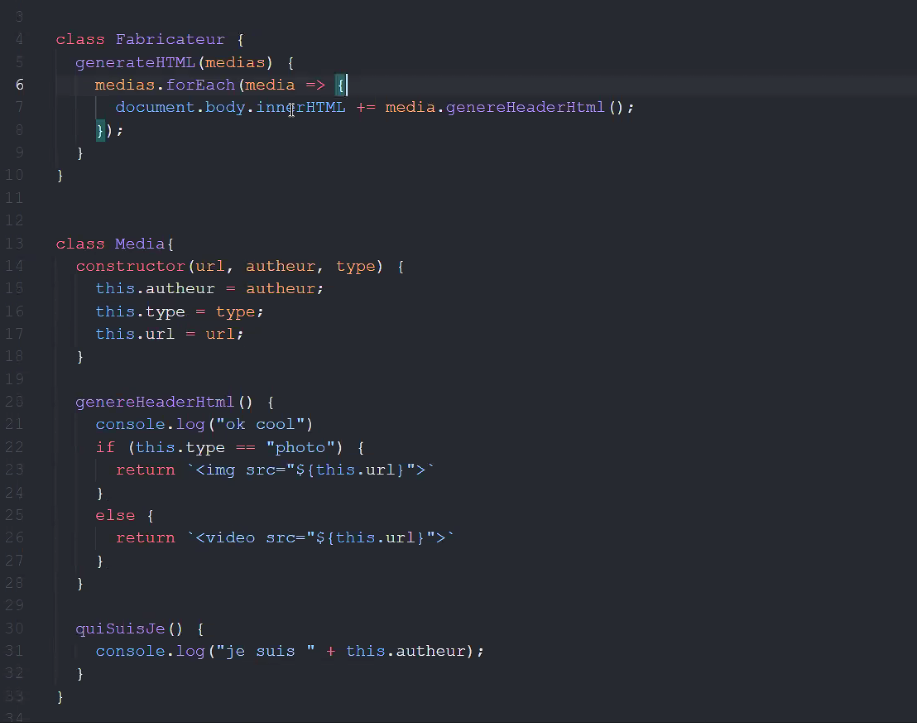 3
4 class Fabricateur {
5 generateHTML(medias) {
6 medias.forEach(media => {
7 document.body.innerHTML += media.genereHeaderHtml();
8 });
9 }
10 }
11
12
13 class Media{
14 constructor(url, autheur, type) {
15 this.autheur = autheur;
16 this.type = type;
17 this.url = url;
18 }
19
20 genereHeaderHtml() {
21 console.log("ok cool")
22 if (this.type == "photo") {
23 return `<img src="${this.url}">`
24 }
25 else {
26 return `<video src="${this.url}">`
27 }
28 }
29
30 quiSuisJe() {
31 console.log("je suis " + this.autheur);
32 }
33 }
34